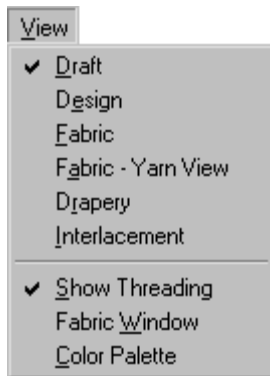 View
Draft
Design
Fabric
Fabric - Yarn View
Drapery
Interlacement
Show Threading
Fabric Window
Color Palette